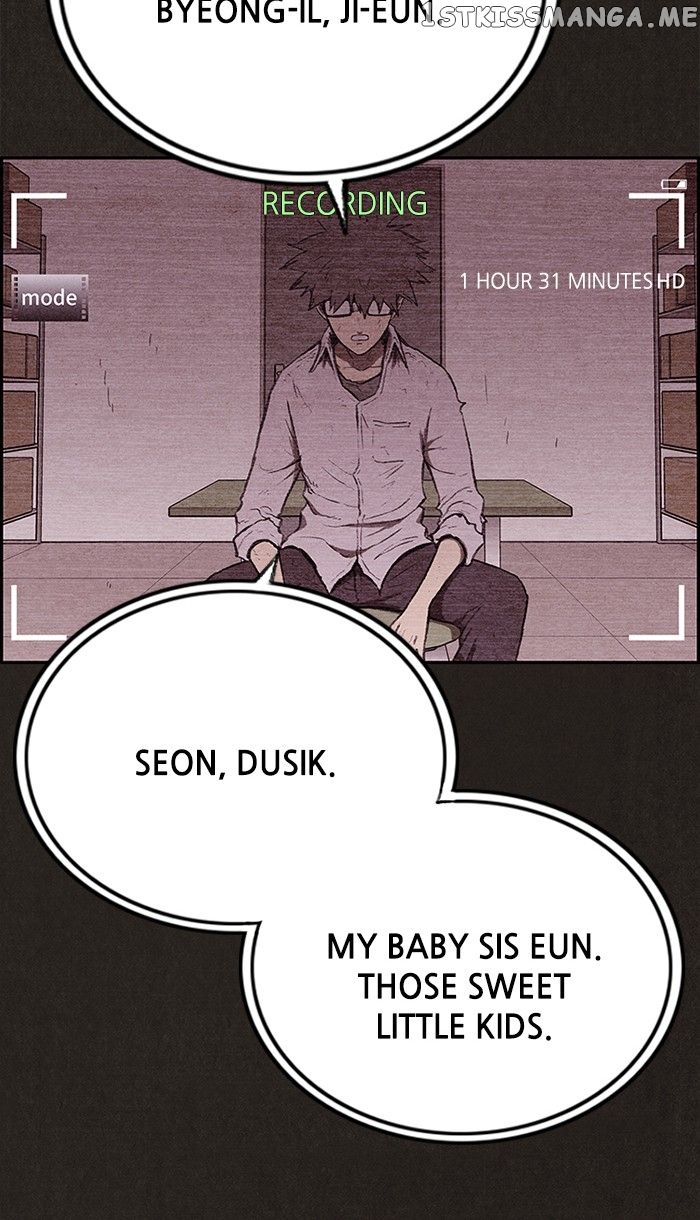 BYEONG-IL, JI-EUN.
1STKISSMANGA.ME
RECORDING
1 HOUR 31 MINUTES HD
mode
SEON, DUSIK.
MY BABY SIS EUN.
THOSE SWEET
LITTLE KIDS.